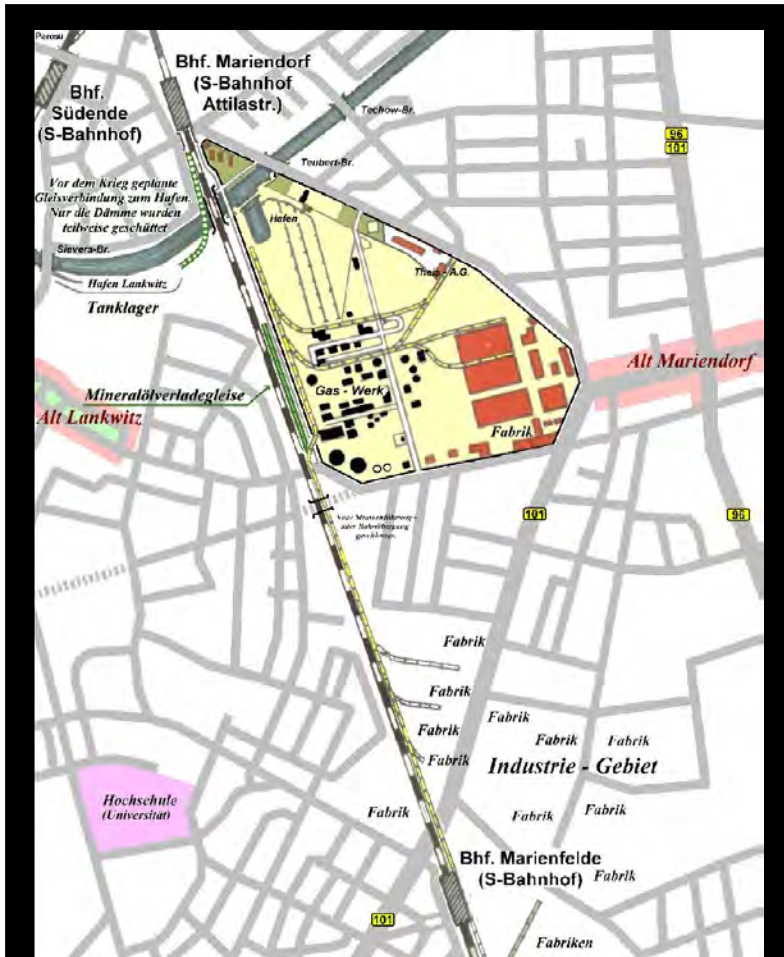 Bhf. Mariendorf
(S-Bahnhof
Attilastr.)
Bhf.
Südende
(S-Bahnhof)
Techow-Br.
96
101
Teubert-Br.
Vor dem Krieg geplante
Gleisverbindung zum Hafen.
Nur die Dämme wurden
teilweise geschüttet
Hafen
Sievers-Br.
Hafen Lankwitz
Tanklager
Theis - A.G.
Alt Mariendorf
Mineralölverladegleise
Gas - Werk
Alt Lankwitz
Fabrik
101
96
Fabrik
Fabrik
Fabrik
Fabrik
Fabrik
Fabrik
Fabrik
Industrie - Gebiet
Hochschule
(Universität)
Fabrik
Fabrik
Fabrik
Bhf. Marienfelde
(S-Bahnhof)
Fabrik
101
Fabriken